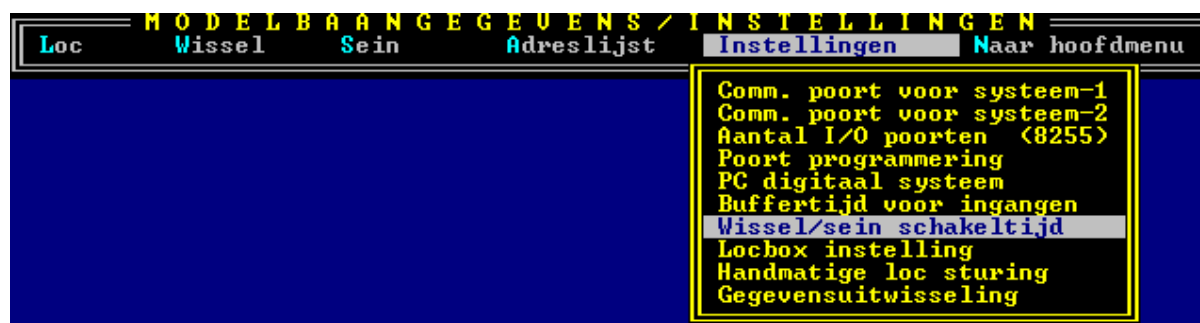 MODELBAANGEGEVENS/INSTELLINGEN
Loc Wissel Sein Adreslijst Instellingen Naar hoofdmenu
Comm. poort voor systeem-1
Comm. poort voor systeem-2
Aantal I/O poorten (8255)
Poort programmering
PC digitaal systeem
Buffertijd voor ingangen
Wissel/sein schakeltijd
Locbox instelling
Handmatige loc sturing
Gegevensuitwisseling